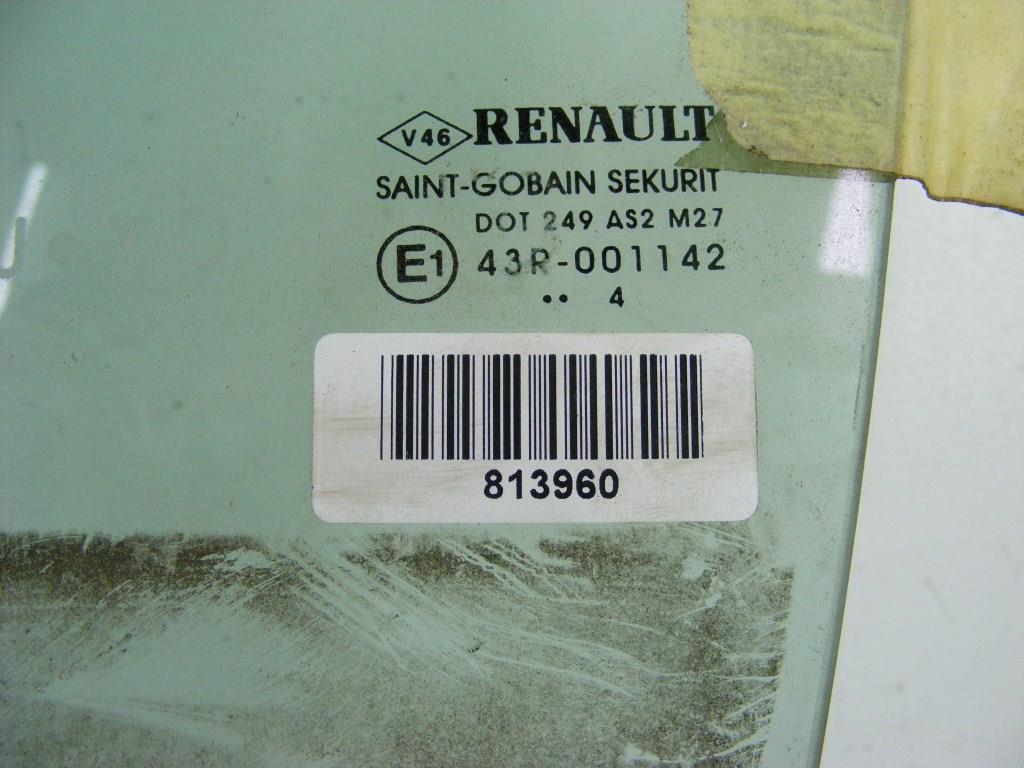 V46 RENAULT
SAINT-GOBAIN SEKURIT
DOT 249 AS2 M27
E1 43R-001142
•• 4
813960